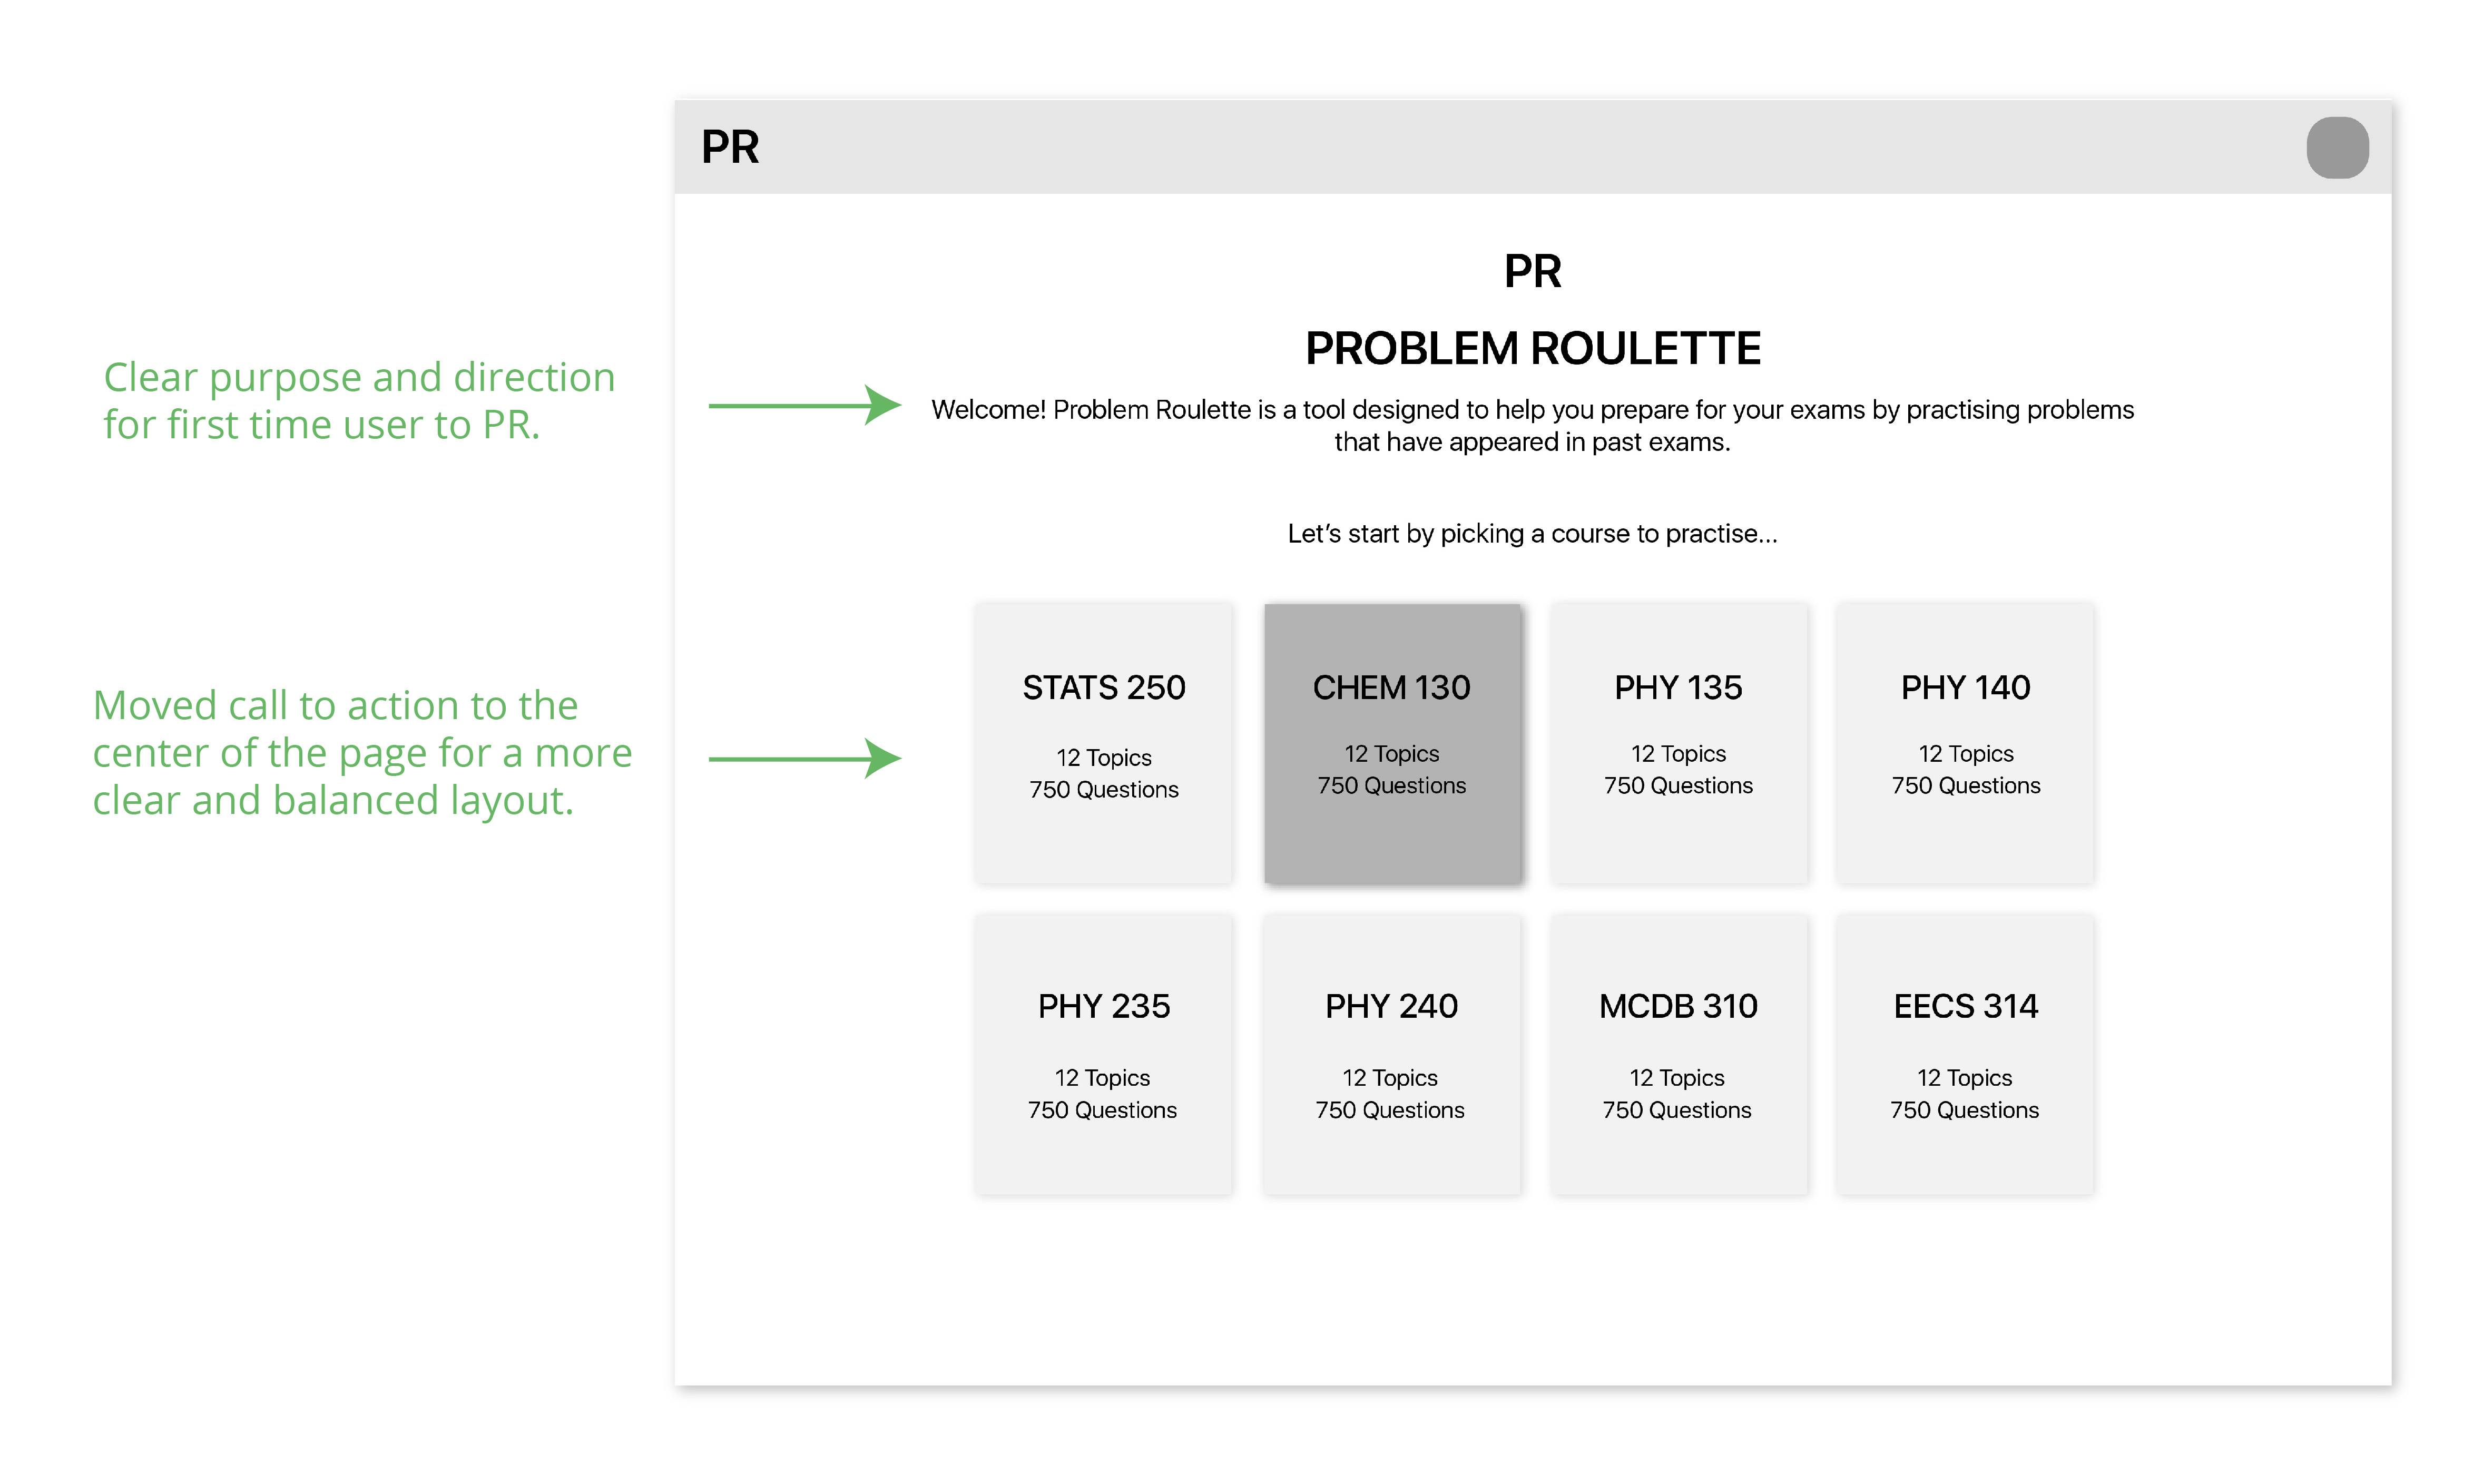 PR
PR
PROBLEM ROULETTE
Clear purpose and direction
for first time user to PR.
Welcome! Problem Roulette is a tool designed to help you prepare for your exams by practising problems
that have appeared in past exams.
Let's start by picking a course to practise...
Moved call to action to the
center of the page for a more
clear and balanced layout.
STATS 250
12 Topics
750 Questions
CHEM 130
12 Topics
750 Questions
PHY 135
12 Topics
750 Questions
PHY 140
12 Topics
750 Questions
PHY 235
12 Topics
750 Questions
PHY 240
12 Topics
750 Questions
MCDB 310
12 Topics
750 Questions
EECS 314
12 Topics
750 Questions